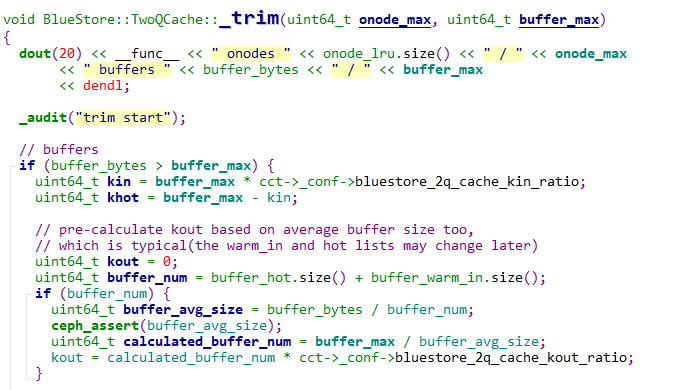 void BlueStore::TwoQCache::_trim(uint64_t onode_max, uint64_t buffer_max)
{
  dout(20) << __func__ << " onodes " << onode_lru.size() << " / " << onode_max
       << " buffers " << buffer_bytes << " / " << buffer_max
       << dendl;

  _audit("trim start");

  // buffers
  if (buffer_bytes > buffer_max) {
    uint64_t kin = buffer_max * cct->_conf->bluestore_2q_cache_kin_ratio;
    uint64_t khot = buffer_max - kin;

    // pre-calculate kout based on average buffer size too,
    // which is typical(the warm_in and hot lists may change later)
    uint64_t kout = 0;
    uint64_t buffer_num = buffer_hot.size() + buffer_warm_in.size();
    if (buffer_num) {
      uint64_t buffer_avg_size = buffer_bytes / buffer_num;
      ceph_assert(buffer_avg_size);
      uint64_t calculated_buffer_num = buffer_max / buffer_avg_size;
      kout = calculated_buffer_num * cct->_conf->bluestore_2q_cache_kout_ratio;
    }